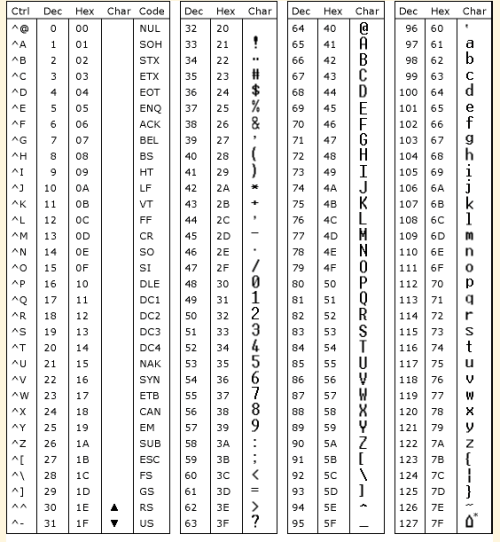 Ctrl Dec Hex Char Code
^@ 0 00 NUL
^A 1 01 SOH
^B 2 02 STX
^C 3 03 ETX
^D 4 04 EOT
^E 5 05 ENQ
^F 6 06 ACK
^G 7 07 BEL
^H 8 08 BS
^I 9 09 HT
^J 10 0A LF
^K 11 0B VT
^L 12 0C FF
^M 13 0D CR
^N 14 0E SO
^O 15 0F SI
^P 16 10 DLE
^Q 17 11 DC1
^R 18 12 DC2
^S 19 13 DC3
^T 20 14 DC4
^U 21 15 NAK
^V 22 16 SYN
^W 23 17 ETB
^X 24 18 CAN
^Y 25 19 EM
^Z 26 1A SUB
^[ 27 1B ESC
^\ 28 1C FS
^] 29 1D GS
^^ 30 1E ▲ RS
^- 31 1F ▼ US
Dec Hex Char
32 20
33 21 !
34 22 "
35 23 #
36 24 $
37 25 %
38 26 &
39 27 '
40 28 (
41 29 )
42 2A *
43 2B +
44 2C ,
45 2D -
46 2E .
47 2F /
48 30 0
49 31 1
50 32 2
51 33 3
52 34 4
53 35 5
54 36 6
55 37 7
56 38 8
57 39 9
58 3A :
59 3B ;
60 3C <
61 3D =
62 3E >
63 3F ?
Dec Hex Char
64 40 @
65 41 A
66 42 B
67 43 C
68 44 D
69 45 E
70 46 F
71 47 G
72 48 H
73 49 I
74 4A J
75 4B K
76 4C L
77 4D M
78 4E N
79 4F O
80 50 P
81 51 Q
82 52 R
83 53 S
84 54 T
85 55 U
86 56 V
87 57 W
88 58 X
89 59 Y
90 5A Z
91 5B [
92 5C \
93 5D ]
94 5E ^
95 5F _
Dec Hex Char
96 60 `
97 61 a
98 62 b
99 63 c
100 64 d
101 65 e
102 66 f
103 67 g
104 68 h
105 69 i
106 6A j
107 6B k
108 6C l
109 6D m
110 6E n
111 6F o
112 70 p
113 71 q
114 72 r
115 73 s
116 74 t
117 75 u
118 76 v
119 77 w
120 78 x
121 79 y
122 7A z
123 7B {
124 7C ¦
125 7D }
126 7E ~
127 7F ⌂*